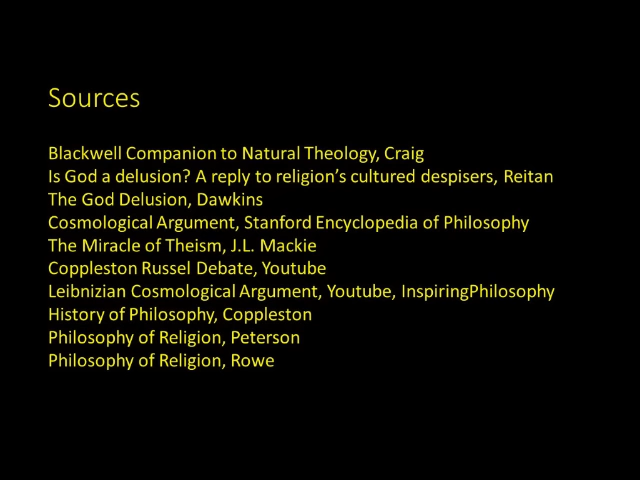 Sources
Blackwell Companion to Natural Theology, Craig
Is God a delusion? A reply to religion's cultured despisers, Reitan
The God Delusion, Dawkins
Cosmological Argument, Stanford Encyclopedia of Philosophy
The Miracle of Theism, J.L. Mackie
Coppleston Russel Debate, Youtube
Leibnizian Cosmological Argument, Youtube, InspiringPhilosophy
History of Philosophy, Coppleston
Philosophy of Religion, Peterson
Philosophy of Religion, Rowe